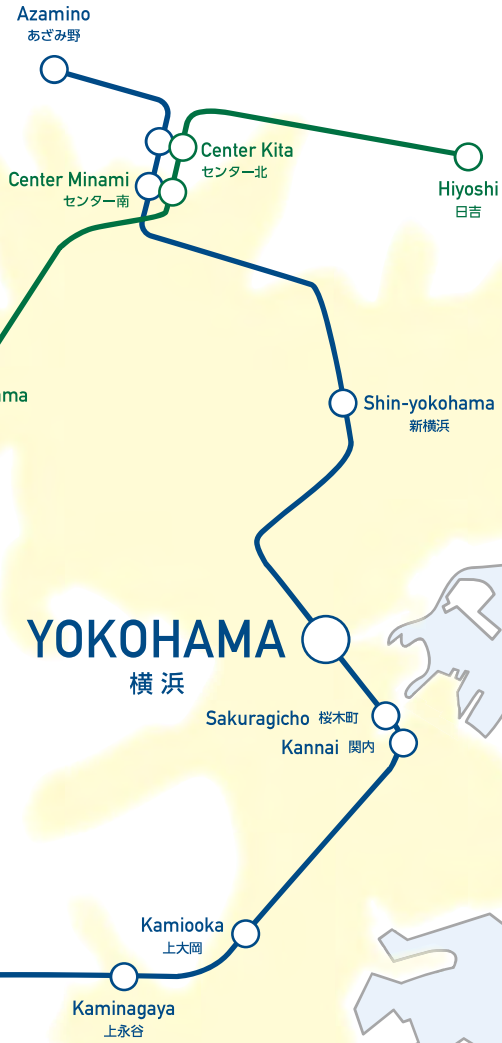 Azamino
あざみ野
Center Kita
センター北
Center Minami
センター南
Hiyoshi
日吉
ma
Shin-yokohama
新横浜
YOKOHAMA
横浜
Sakuragicho 桜木町
Kannai 関内
Kamiooka
上大岡
Kaminagaya
上永谷